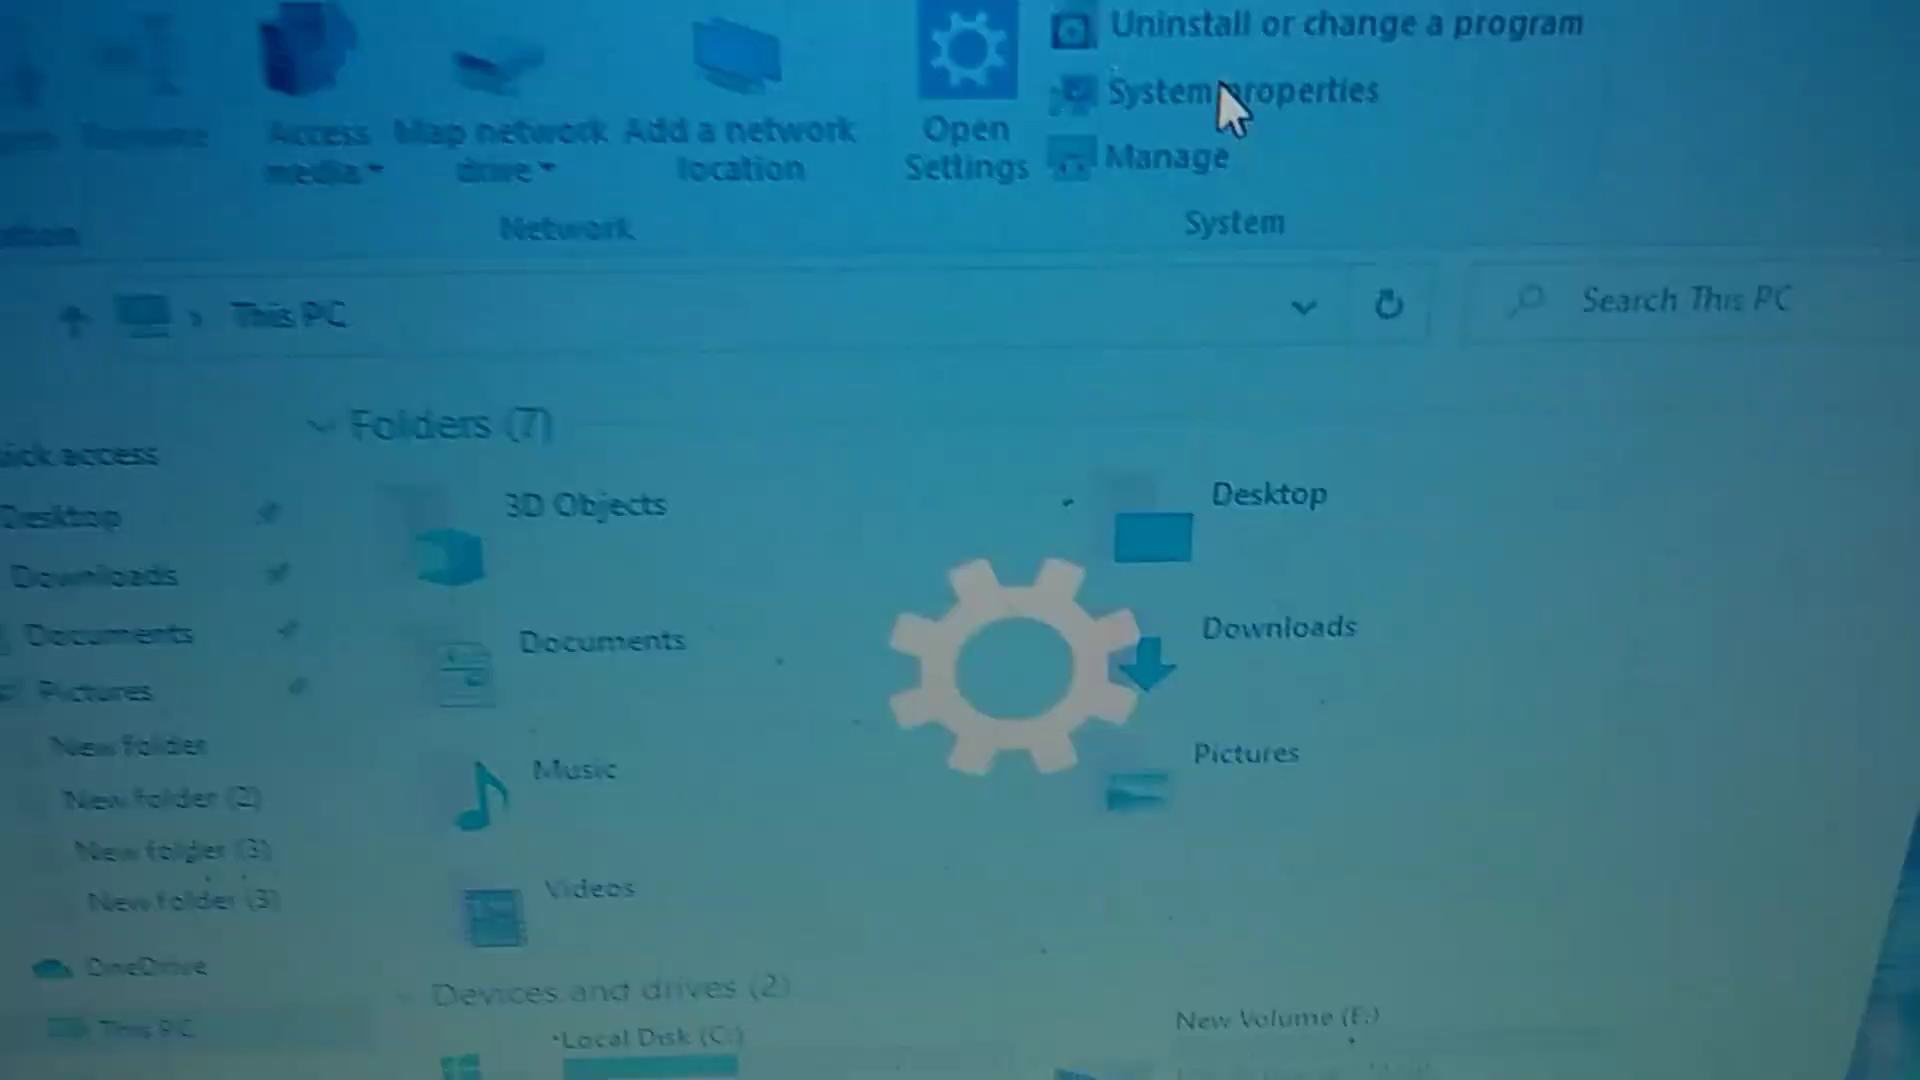 Uninstall or change a program
System properties
Manage
Access media
Map network drive
Add a network location
Open Settings
Network
System
This PC
Search This PC
Folders (7)
3D Objects
Desktop
Documents
Downloads
Music
Pictures
Videos
Devices and drives (2)
Local Disk (C:)
New Volume (E:)
access
Desktop
Downloads
Documents
Pictures
New folder
New folder (2)
New folder (3)
New folder (3)
OneDrive
This PC